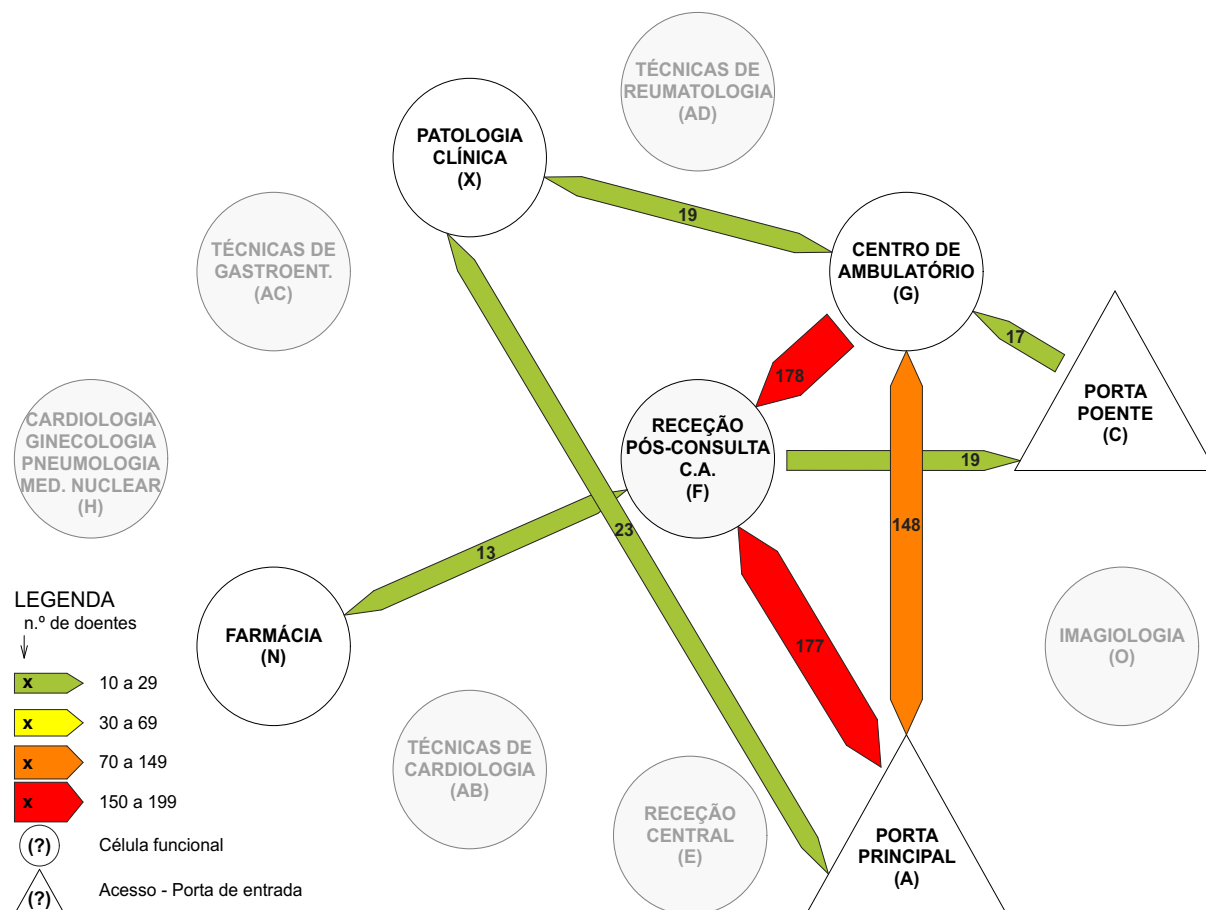 TÉCNICAS DE
REUMATOLOGIA
(AD)
PATOLOGIA
CLÍNICA
(X)
19
TÉCNICAS DE
GASTROENT.
(AC)
CENTRO DE
AMBULATÓRIO
(G)
17
178
PORTA
POENTE
(C)
CARDIOLOGIA
GINECOLOGIA
PNEUMOLOGIA
MED. NUCLEAR
(H)
RECEÇÃO
PÓS-CONSULTA
C.A.
(F)
19
23
148
13
FARMÁCIA
(N)
177
IMAGIOLOGIA
(O)
TÉCNICAS DE
CARDIOLOGIA
(AB)
RECEÇÃO
CENTRAL
(E)
PORTA
PRINCIPAL
(A)
LEGENDA
n.º de doentes
x 10 a 29
x 30 a 69
x 70 a 149
x 150 a 199
(?) Célula funcional
(?) Acesso - Porta de entrada